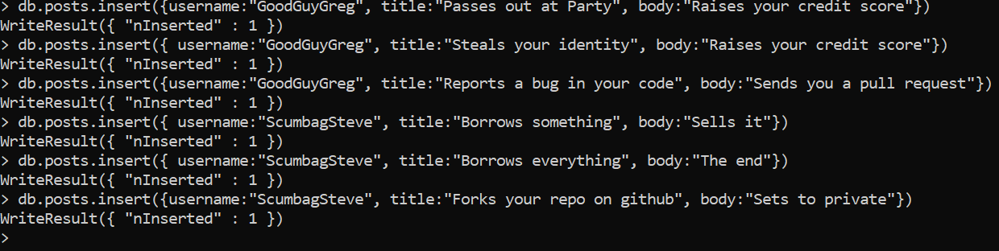 > db.posts.insert({username:"GoodGuyGreg", title:"Passes out at Party", body:"Raises your credit score"})
WriteResult({ "nInserted" : 1 })
> db.posts.insert({ username:"GoodGuyGreg", title:"Steals your identity", body:"Raises your credit score"})
WriteResult({ "nInserted" : 1 })
> db.posts.insert({username:"GoodGuyGreg", title:"Reports a bug in your code", body:"Sends you a pull request"})
WriteResult({ "nInserted" : 1 })
> db.posts.insert({ username:"ScumbagSteve", title:"Borrows something", body:"Sells it"})
WriteResult({ "nInserted" : 1 })
> db.posts.insert({ username:"ScumbagSteve", title:"Borrows everything", body:"The end"})
WriteResult({ "nInserted" : 1 })
> db.posts.insert({username:"ScumbagSteve", title:"Forks your repo on github", body:"Sets to private"})
WriteResult({ "nInserted" : 1 })
>